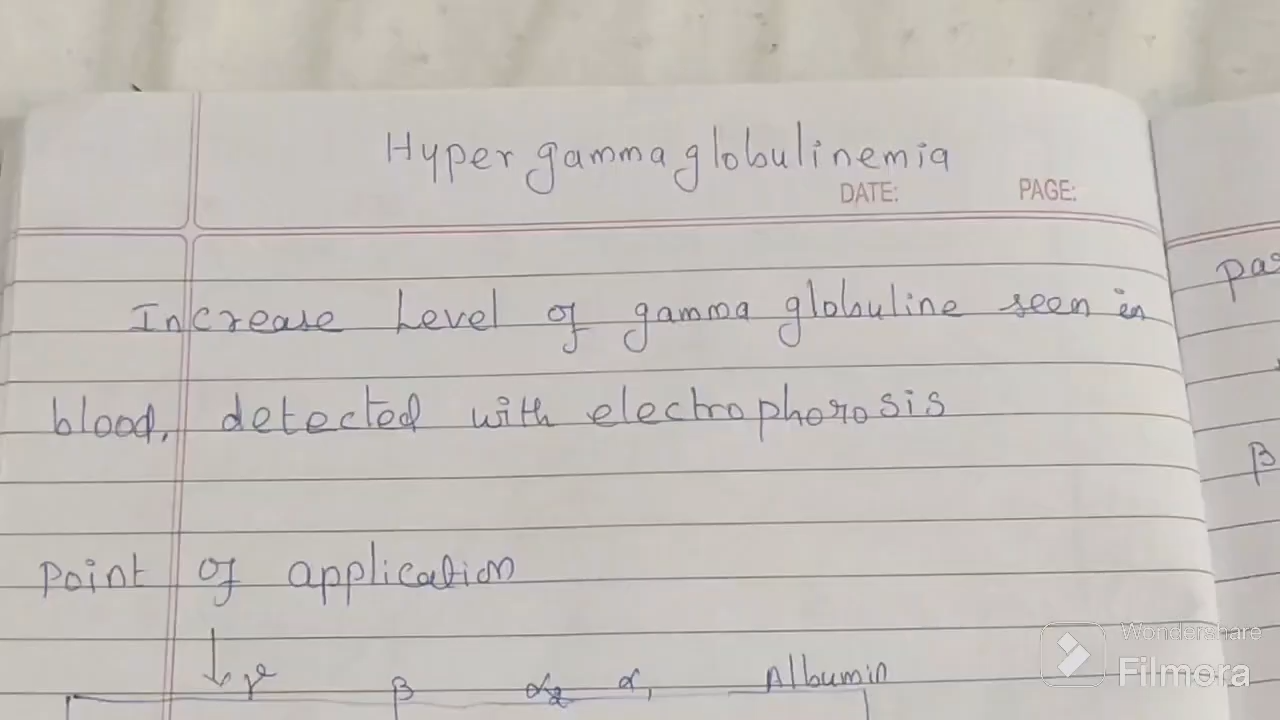 Hyper gamma globulinemia
DATE: PAGE:
Increase Level of gamma globuline seen in
blood, detected with electrophorosis
Point of application
γ β α2 α1 Albumin
β
Wondershare
Filmora